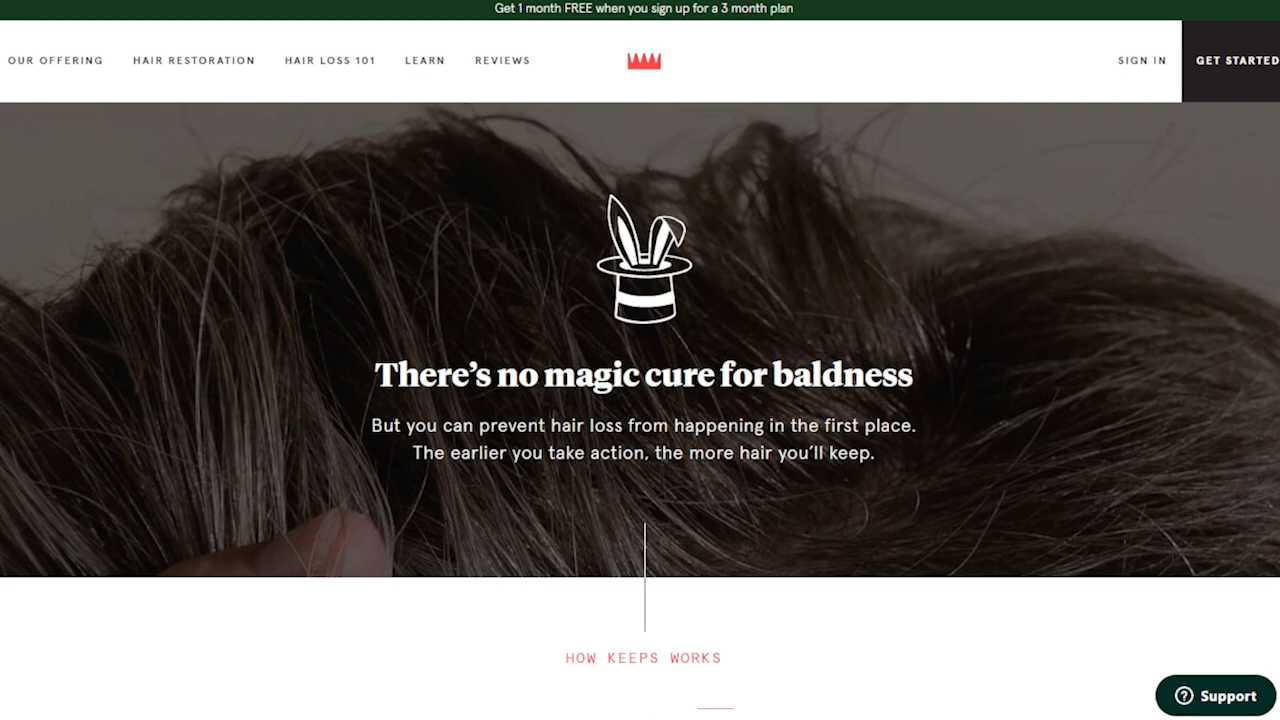 Get 1 month FREE when you sign up for a 3 month plan
OUR OFFERING HAIR RESTORATION HAIR LOSS 101 LEARN REVIEWS SIGN IN GET STARTED
There's no magic cure for baldness
But you can prevent hair loss from happening in the first place.
The earlier you take action, the more hair you'll keep.
HOW KEEPS WORKS
Support